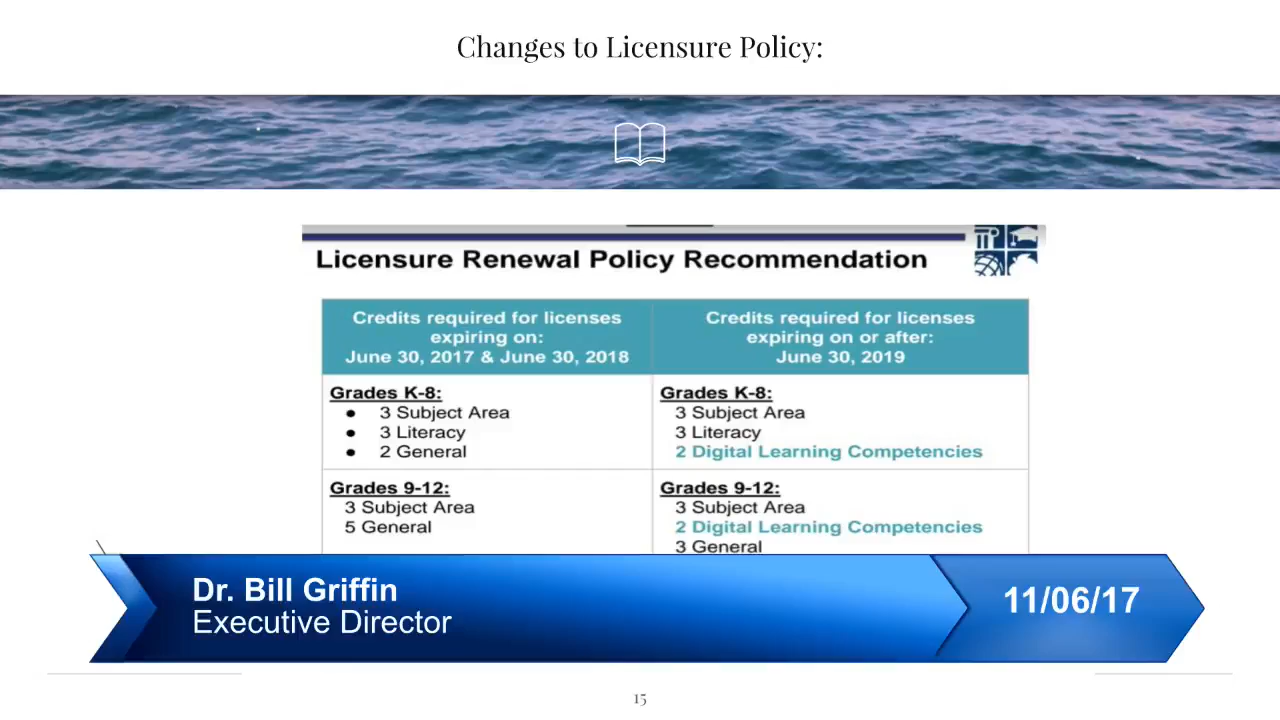 Changes to Licensure Policy:
Licensure Renewal Policy Recommendation
Credits required for licenses
expiring on:
June 30, 2017 & June 30, 2018
Credits required for licenses
expiring on or after:
June 30, 2019
Grades K-8:
● 3 Subject Area
● 3 Literacy
● 2 General
Grades K-8:
3 Subject Area
3 Literacy
2 Digital Learning Competencies
Grades 9-12:
3 Subject Area
5 General
Grades 9-12:
3 Subject Area
2 Digital Learning Competencies
3 General
Dr. Bill Griffin
Executive Director
11/06/17
15